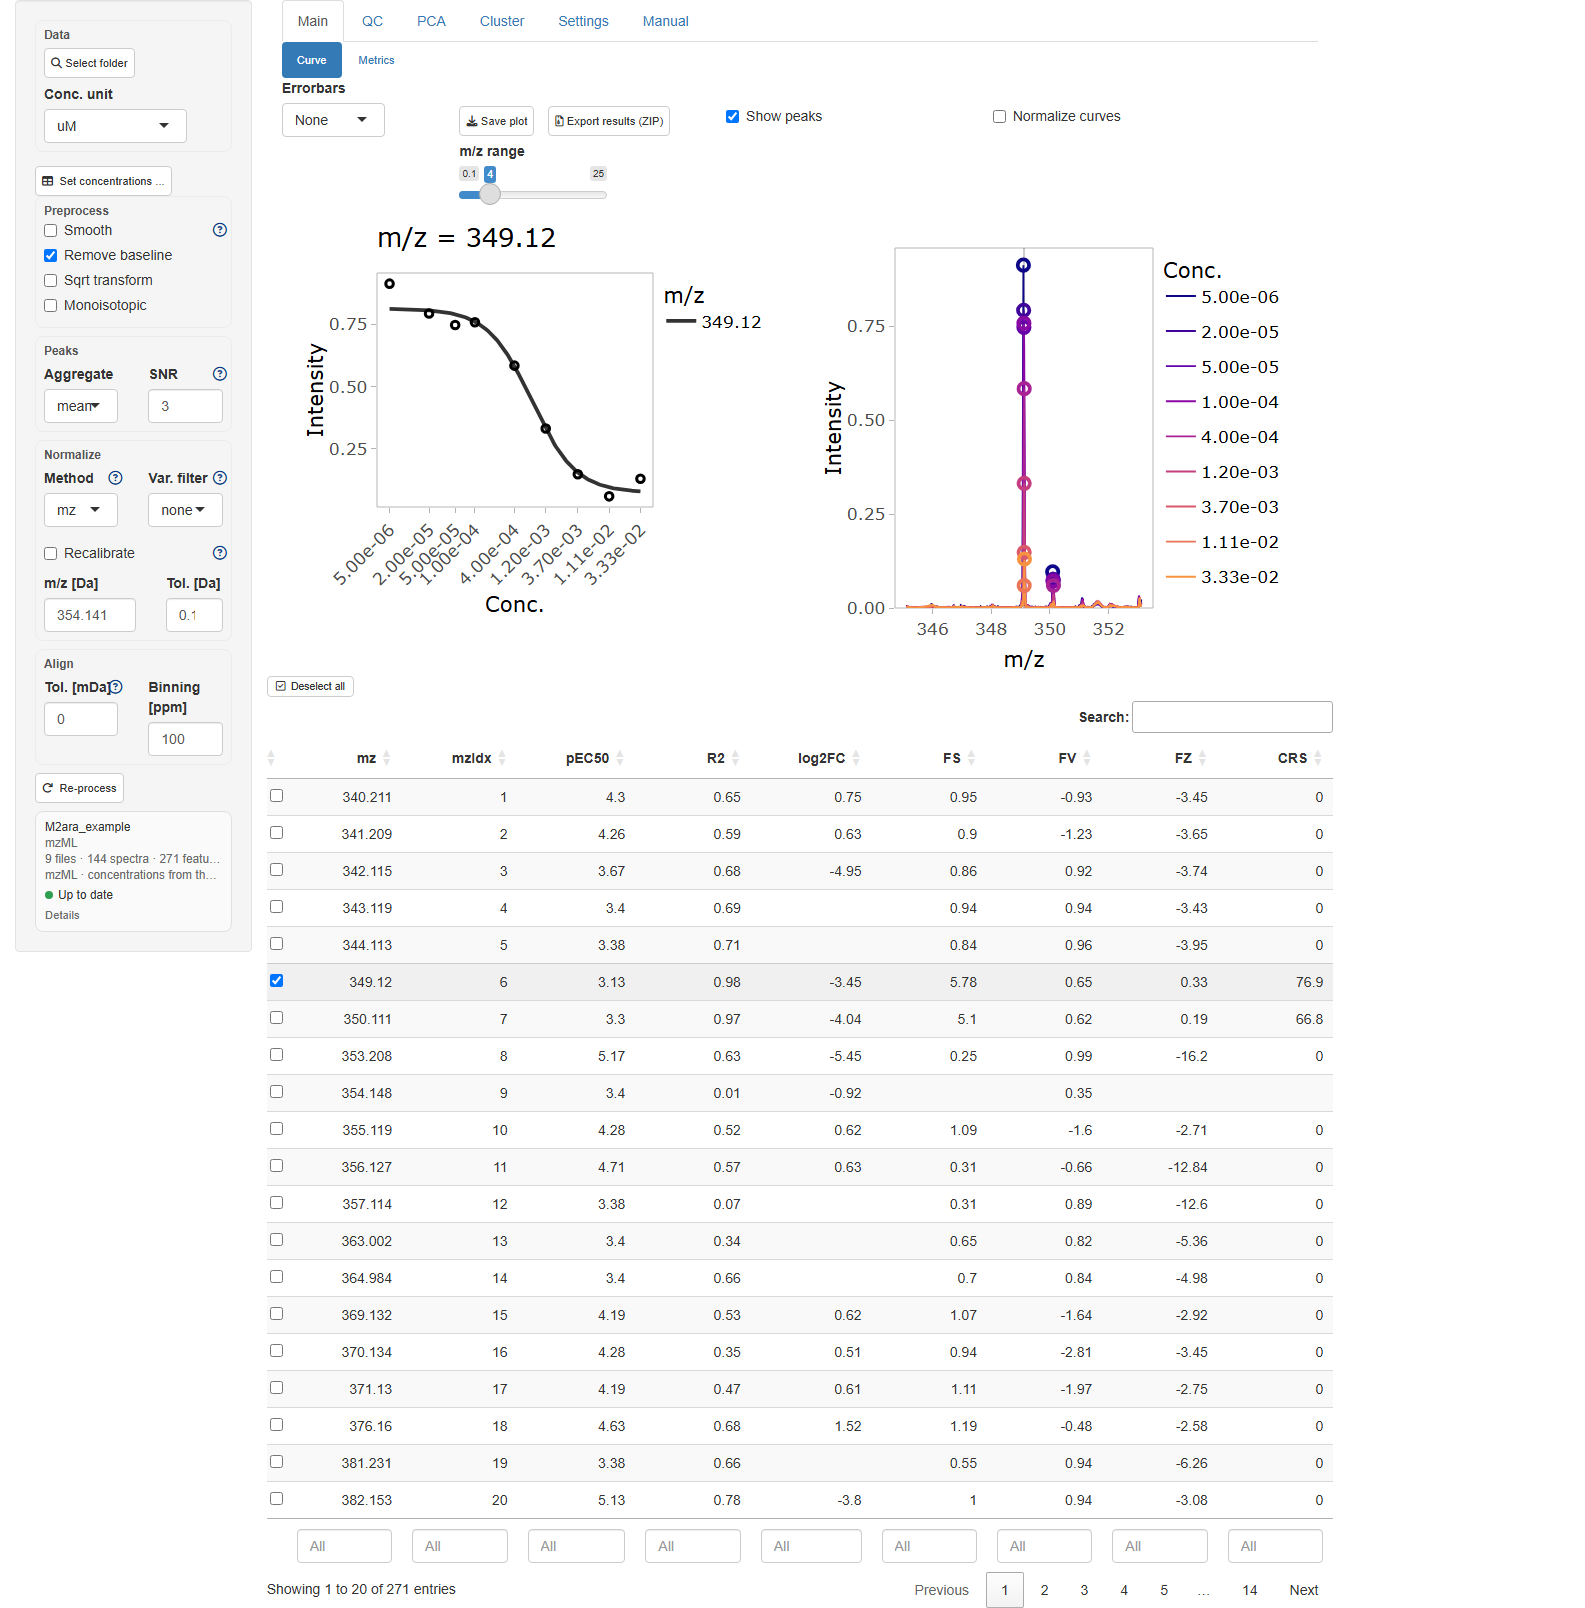 Data
Select folder
Conc. unit
uM
Set concentrations ...
Preprocess
Smooth
Remove baseline
Sqrt transform
Monoisotopic
Peaks
Aggregate SNR
mean 3
Normalize
Method Var. filter
mz none
Recalibrate
m/z [Da] Tol. [Da]
354.141 0.1
Align
Tol. [mDa] Binning [ppm]
0 100
Re-process
M2ara_example
mzML
9 files · 144 spectra · 271 featu...
mzML · concentrations from th...
Up to date
Details
Main QC PCA Cluster Settings Manual
Curve Metrics
Errorbars
None Save plot Export results (ZIP) Show peaks Normalize curves
m/z range
0.1 4 25
m/z = 349.12
Intensity
0.75
0.50
0.25
5.00e-06 2.00e-05 5.00e-05 1.00e-04 4.00e-04 1.20e-03 3.70e-03 1.11e-02 3.33e-02
Conc.
m/z
349.12
Intensity
0.75
0.50
0.25
0.00
346 348 350 352
m/z
Conc.
5.00e-06
2.00e-05
5.00e-05
1.00e-04
4.00e-04
1.20e-03
3.70e-03
1.11e-02
3.33e-02
Deselect all
Search:
mz mzIdx pEC50 R2 log2FC FS FV FZ CRS
340.211 1 4.3 0.65 0.75 0.95 -0.93 -3.45 0
341.209 2 4.26 0.59 0.63 0.9 -1.23 -3.65 0
342.115 3 3.67 0.68 -4.95 0.86 0.92 -3.74 0
343.119 4 3.4 0.69 0.94 0.94 -3.43 0
344.113 5 3.38 0.71 0.84 0.96 -3.95 0
349.12 6 3.13 0.98 -3.45 5.78 0.65 0.33 76.9
350.111 7 3.3 0.97 -4.04 5.1 0.62 0.19 66.8
353.208 8 5.17 0.63 -5.45 0.25 0.99 -16.2 0
354.148 9 3.4 0.01 -0.92 0.35
355.119 10 4.28 0.52 0.62 1.09 -1.6 -2.71 0
356.127 11 4.71 0.57 0.63 0.31 -0.66 -12.84 0
357.114 12 3.38 0.07 0.31 0.89 -12.6 0
363.002 13 3.4 0.34 0.65 0.82 -5.36 0
364.984 14 3.4 0.66 0.7 0.84 -4.98 0
369.132 15 4.19 0.53 0.62 1.07 -1.64 -2.92 0
370.134 16 4.28 0.35 0.51 0.94 -2.81 -3.45 0
371.13 17 4.19 0.47 0.61 1.11 -1.97 -2.75 0
376.16 18 4.63 0.68 1.52 1.19 -0.48 -2.58 0
381.231 19 3.38 0.66 0.55 0.94 -6.26 0
382.153 20 5.13 0.78 -3.8 1 0.94 -3.08 0
All All All All All All All All All
Showing 1 to 20 of 271 entries
Previous 1 2 3 4 5 ... 14 Next